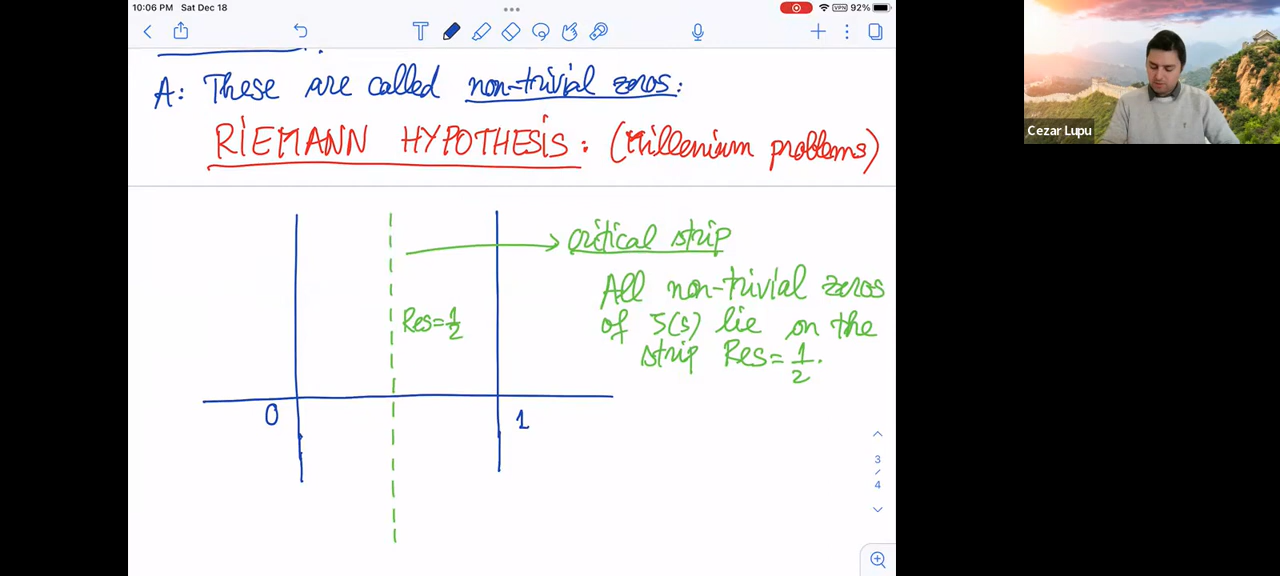 10:06 PM Sat Dec 18
VPN 92%
A: These are called non-trivial zeros:
RIEMANN HYPOTHESIS: (Millenium problems)
critical strip
All non-trivial zeros
of ζ(s) lie on the
strip Res = 1/2.
Res = 1/2
0
1
3
/
4
Cezar Lupu